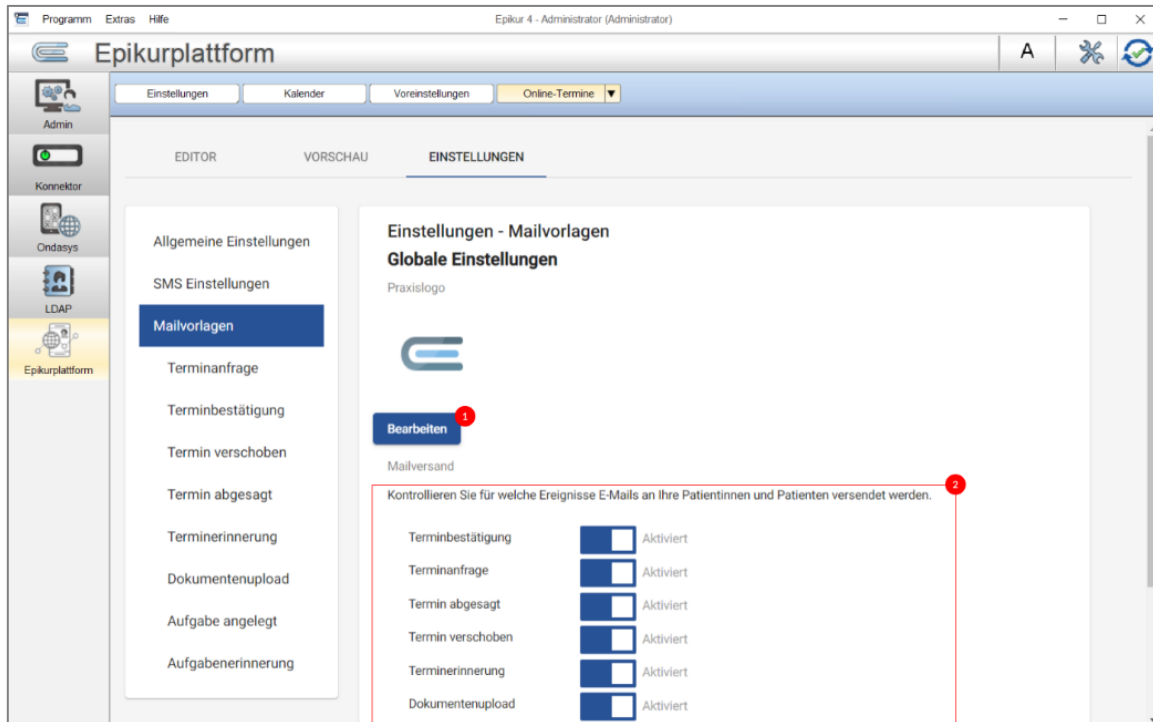 Programm Extras Hilfe
Epikur 4 - Administrator (Administrator)
Epikurplattform
A
Admin
Konnektor
Ondasys
LDAP
Epikurplattform
Einstellungen
Kalender
Voreinstellungen
Online-Termine
EDITOR
VORSCHAU
EINSTELLUNGEN
Allgemeine Einstellungen
SMS Einstellungen
Mailvorlagen
Terminanfrage
Terminbestätigung
Termin verschoben
Termin abgesagt
Terminerinnerung
Dokumentenupload
Aufgabe angelegt
Aufgabenerinnerung
Einstellungen - Mailvorlagen
Globale Einstellungen
Praxislogo
Bearbeiten
1
Mailversand
2
Kontrollieren Sie für welche Ereignisse E-Mails an Ihre Patientinnen und Patienten versendet werden.
Terminbestätigung Aktiviert
Terminanfrage Aktiviert
Termin abgesagt Aktiviert
Termin verschoben Aktiviert
Terminerinnerung Aktiviert
Dokumentenupload Aktiviert